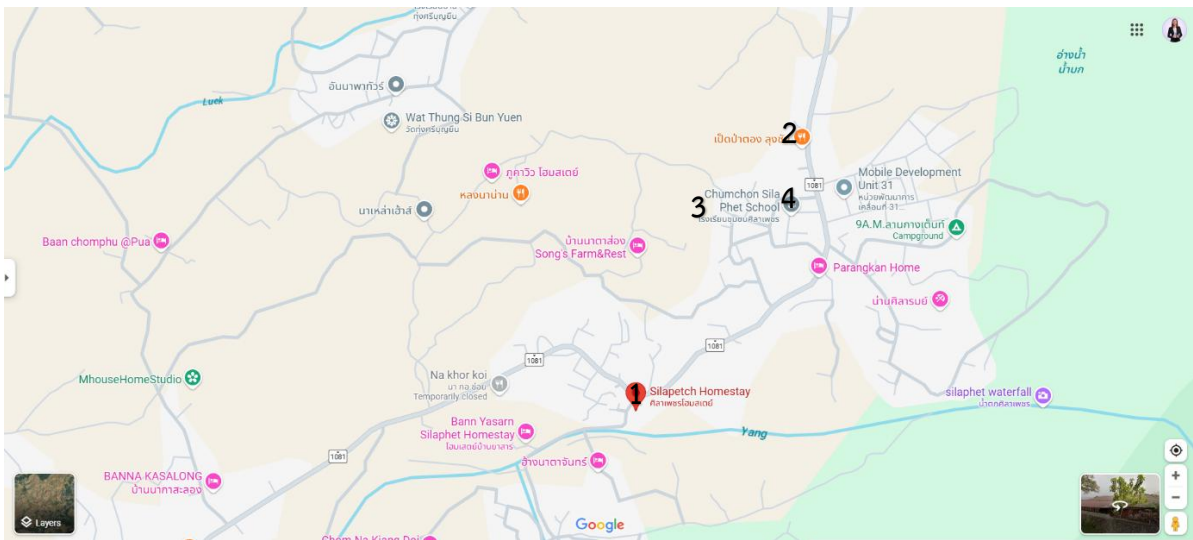 ทุ่งศรีบุญยืน
อ่างน้ำ
น้ำบก
อันนาพาทัวร์
Luek
Wat Thung Si Bun Yuen
วัดทุ่งศรีบุญยืน
2
เป็ดป่าตอง
ภูคาวิว โฮมสเตย์
หลงนาน่าน
1081
Mobile Development
Unit 31
หน่วยพัฒนาการ
เคลื่อนที่ 31...
Chumchon Sila
Phet School
โรงเรียนชุมชนศิลาเพชร
3
4
นาเหล่าเฮ้าส์
9A.M.ลานกางเต็นท์
Campground
Baan chomphu @Pua
บ้านนาตาส่อง
Song's Farm&Rest
Parangkan Home
น่านศิลารมย์
1081
1081
Na khor koi
นา กอ ข่อย
Temporarily closed
MhouseHomeStudio
1
Silapetch Homestay
ศิลาเพชรโฮมสเตย์
silaphet waterfall
น้ำตกศิลาเพชร
Bann Yasarn
Silaphet Homestay
โฮมสเตย์บ้านยาสาร
Yang
1081
ฮ้างนาตาจันทร์
BANNA KASALONG
บ้านนากาสะลอง
Layers
Google